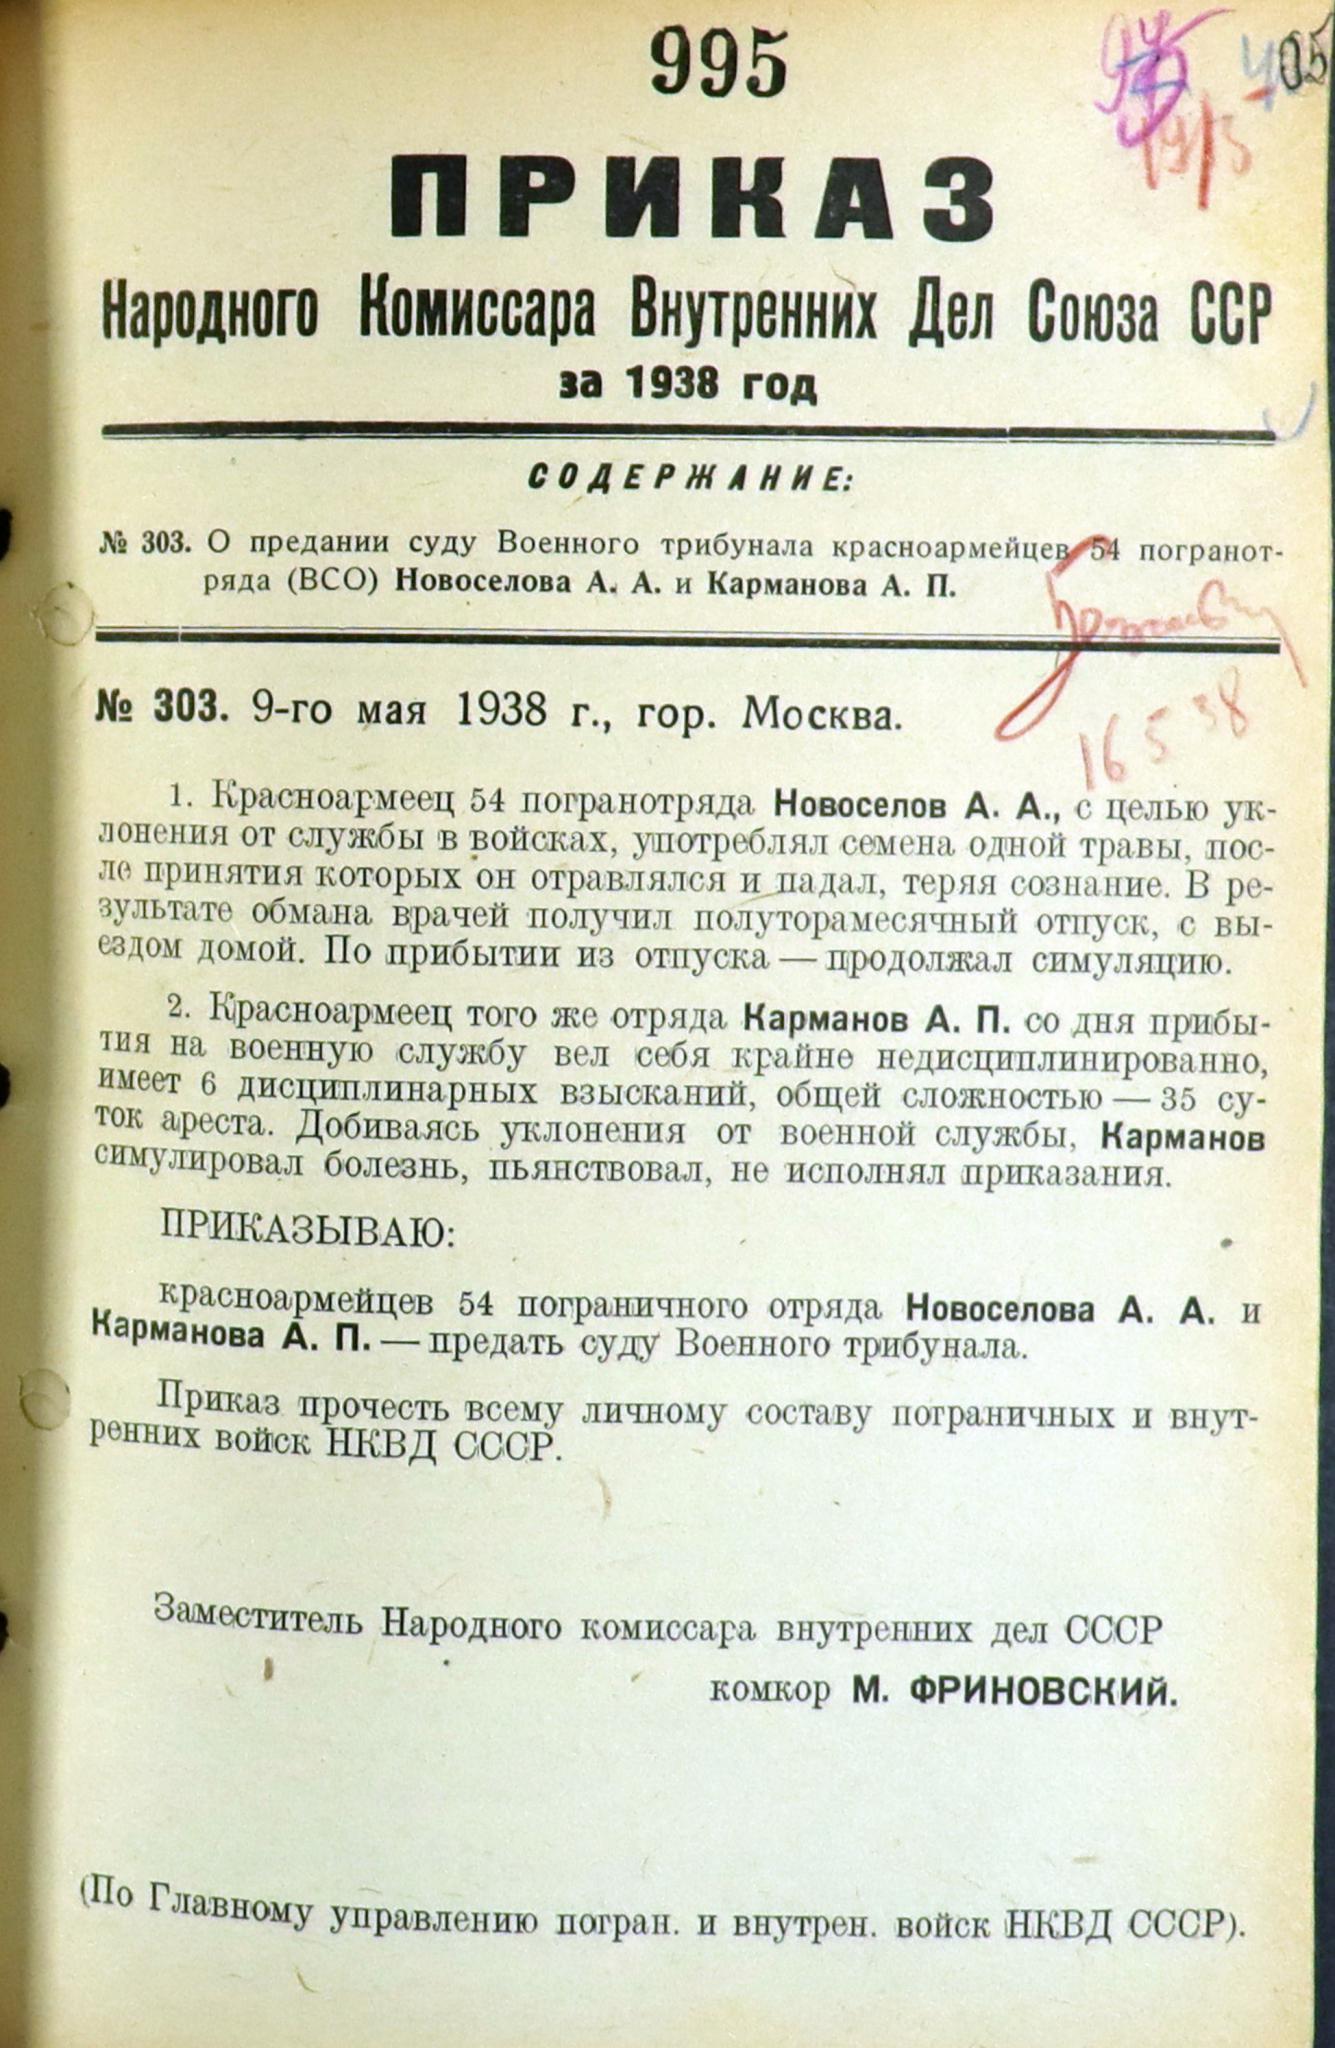 995
ПРИКАЗ
Народного Комиссара Внутренних Дел Союза ССР
за 1938 год
СОДЕРЖАНИЕ:
№ 303. О предании суду Военного трибунала красноармейцев 54 погранот-
ряда (ВСО) Новоселова А. А. и Карманова А. П.
№ 303. 9-го мая 1938 г., гор. Москва.
16 5 38
1. Красноармеец 54 погранотряда Новоселов А. А., с целью ук-
лонения от службы в войсках, употреблял семена одной травы, пос-
ле принятия которых он отравлялся и падал, теряя сознание. В ре-
зультате обмана врачей получил полуторамесячный отпуск, с вы-
ездом домой. По прибытии из отпуска — продолжал симуляцию.
2. Красноармеец того же отряда Карманов А. П. со дня прибы-
тия на военную службу вел себя крайне недисциплинированно,
имеет 6 дисциплинарных взысканий, общей сложностью — 35 су-
ток ареста. Добиваясь уклонения от военной службы, Карманов
симулировал болезнь, пьянствовал, не исполнял приказания.
ПРИКАЗЫВАЮ:
красноармейцев 54 пограничного отряда Новоселова А. А. и
Карманова А. П. — предать суду Военного трибунала.
Приказ прочесть всему личному составу пограничных и внут-
ренних войск НКВД СССР.
Заместитель Народного комиссара внутренних дел СССР
комкор М. ФРИНОВСКИЙ.
(По Главному управлению погран. и внутрен. войск НКВД СССР).